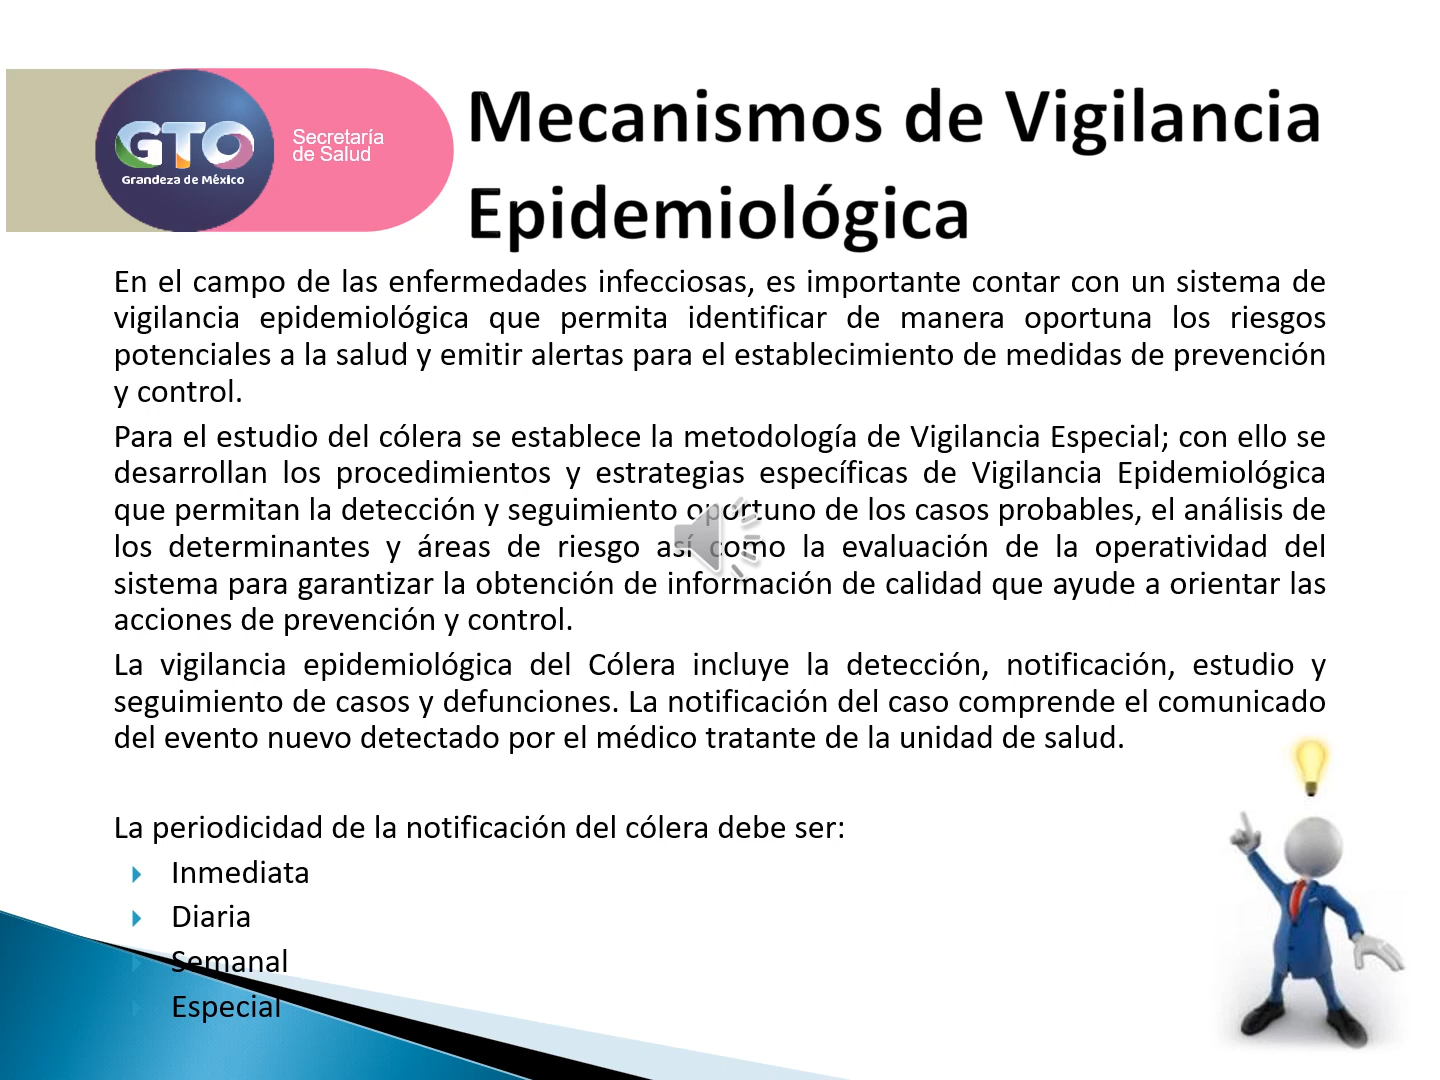 GTO
Grandeza de México
Secretaría
de Salud
Mecanismos de Vigilancia
Epidemiológica
En el campo de las enfermedades infecciosas, es importante contar con un sistema de
vigilancia epidemiológica que permita identificar de manera oportuna los riesgos
potenciales a la salud y emitir alertas para el establecimiento de medidas de prevención
y control.
Para el estudio del cólera se establece la metodología de Vigilancia Especial; con ello se
desarrollan los procedimientos y estrategias específicas de Vigilancia Epidemiológica
que permitan la detección y seguimiento oportuno de los casos probables, el análisis de
los determinantes y áreas de riesgo así como la evaluación de la operatividad del
sistema para garantizar la obtención de información de calidad que ayude a orientar las
acciones de prevención y control.
La vigilancia epidemiológica del Cólera incluye la detección, notificación, estudio y
seguimiento de casos y defunciones. La notificación del caso comprende el comunicado
del evento nuevo detectado por el médico tratante de la unidad de salud.
La periodicidad de la notificación del cólera debe ser:
Inmediata
Diaria
Semanal
Especial